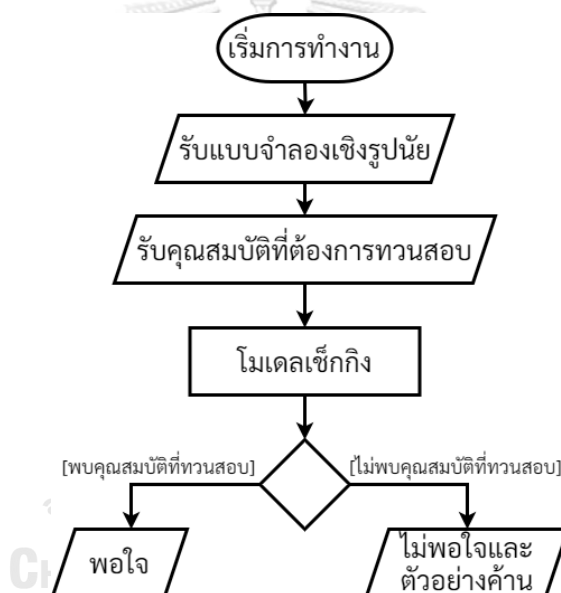 เริ่มการทำงาน
รับแบบจำลองเชิงรูปนัย
รับคุณสมบัติที่ต้องการทวนสอบ
โมเดลเช็กกิง
[พบคุณสมบัติที่ทวนสอบ]
[ไม่พบคุณสมบัติที่ทวนสอบ]
พอใจ
ไม่พอใจและ
ตัวอย่างค้าน